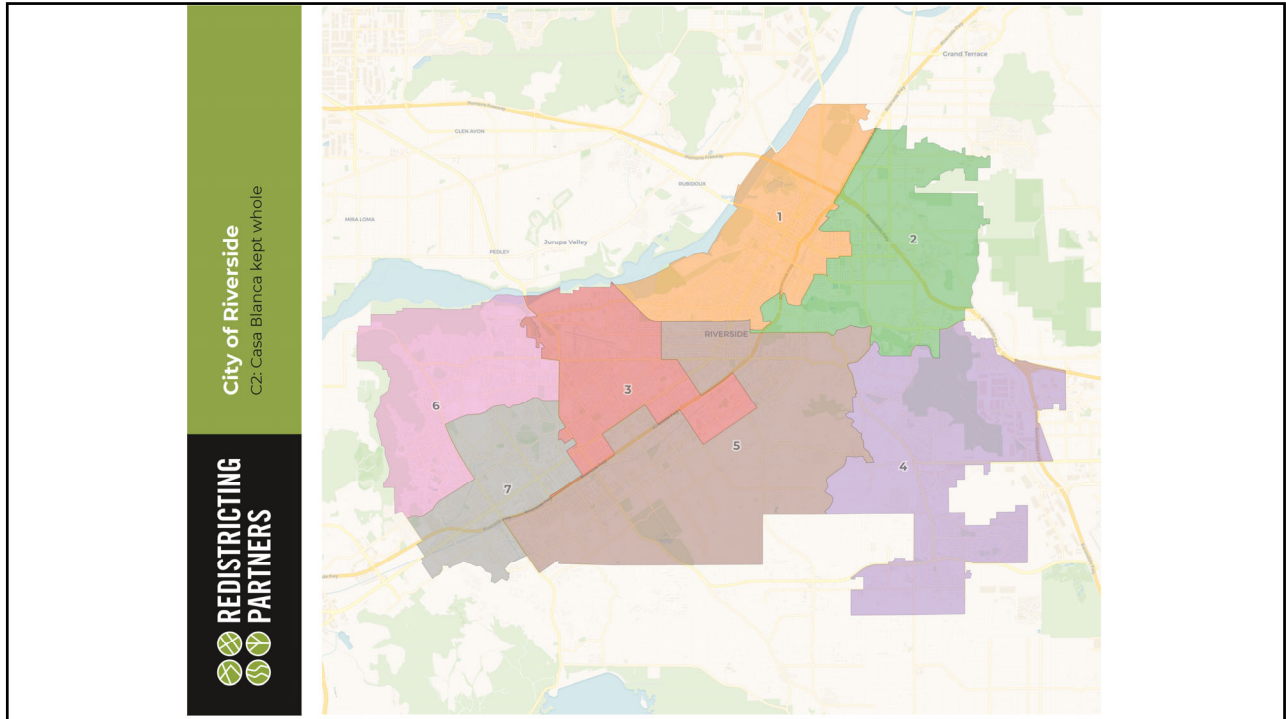 City of Riverside
C2: Casa Blanca kept whole
REDISTRICTING
PARTNERS
Grand Terrace
GLEN AVON
RUBIDOUX
MIRA LOMA
PEDLEY
Jurupa Valley
RIVERSIDE
1
2
3
4
5
6
7